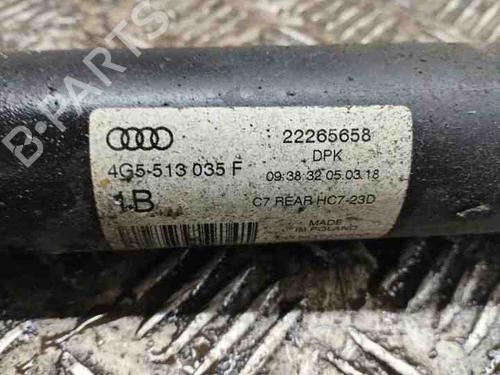 B-PARTS
4G5 513 035 F
1B
22265658
DPK
09:38:32 05.03.18
C7 REAR HC7-23D
MADE
IN POLAND